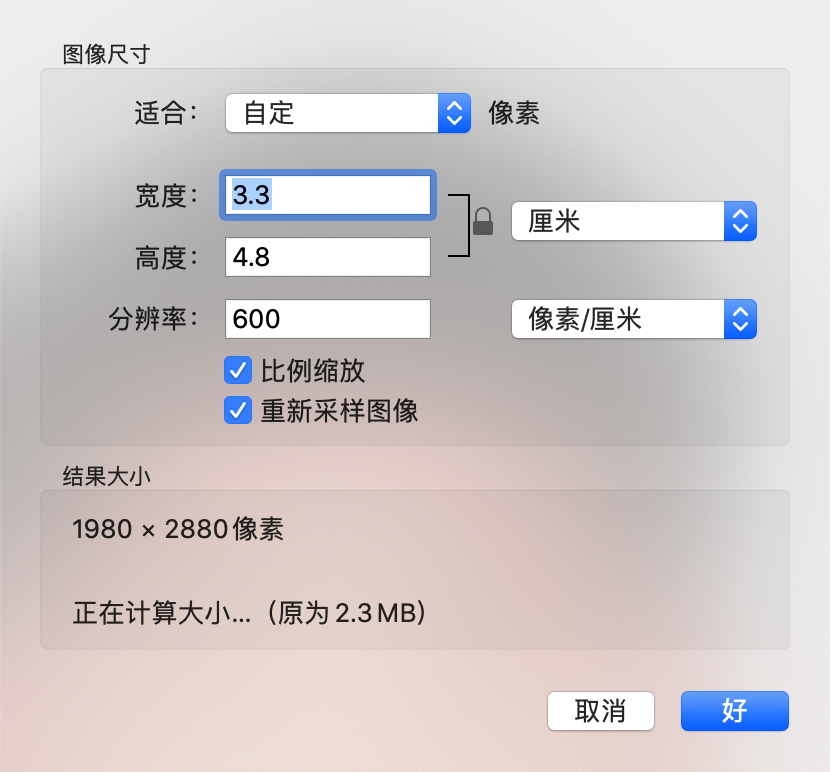 图像尺寸
适合： 自定 像素
宽度： 3.3
厘米
高度： 4.8
分辨率： 600 像素/厘米
比例缩放
重新采样图像
结果大小
1980 × 2880像素
正在计算大小...（原为 2.3 MB）
取消 好